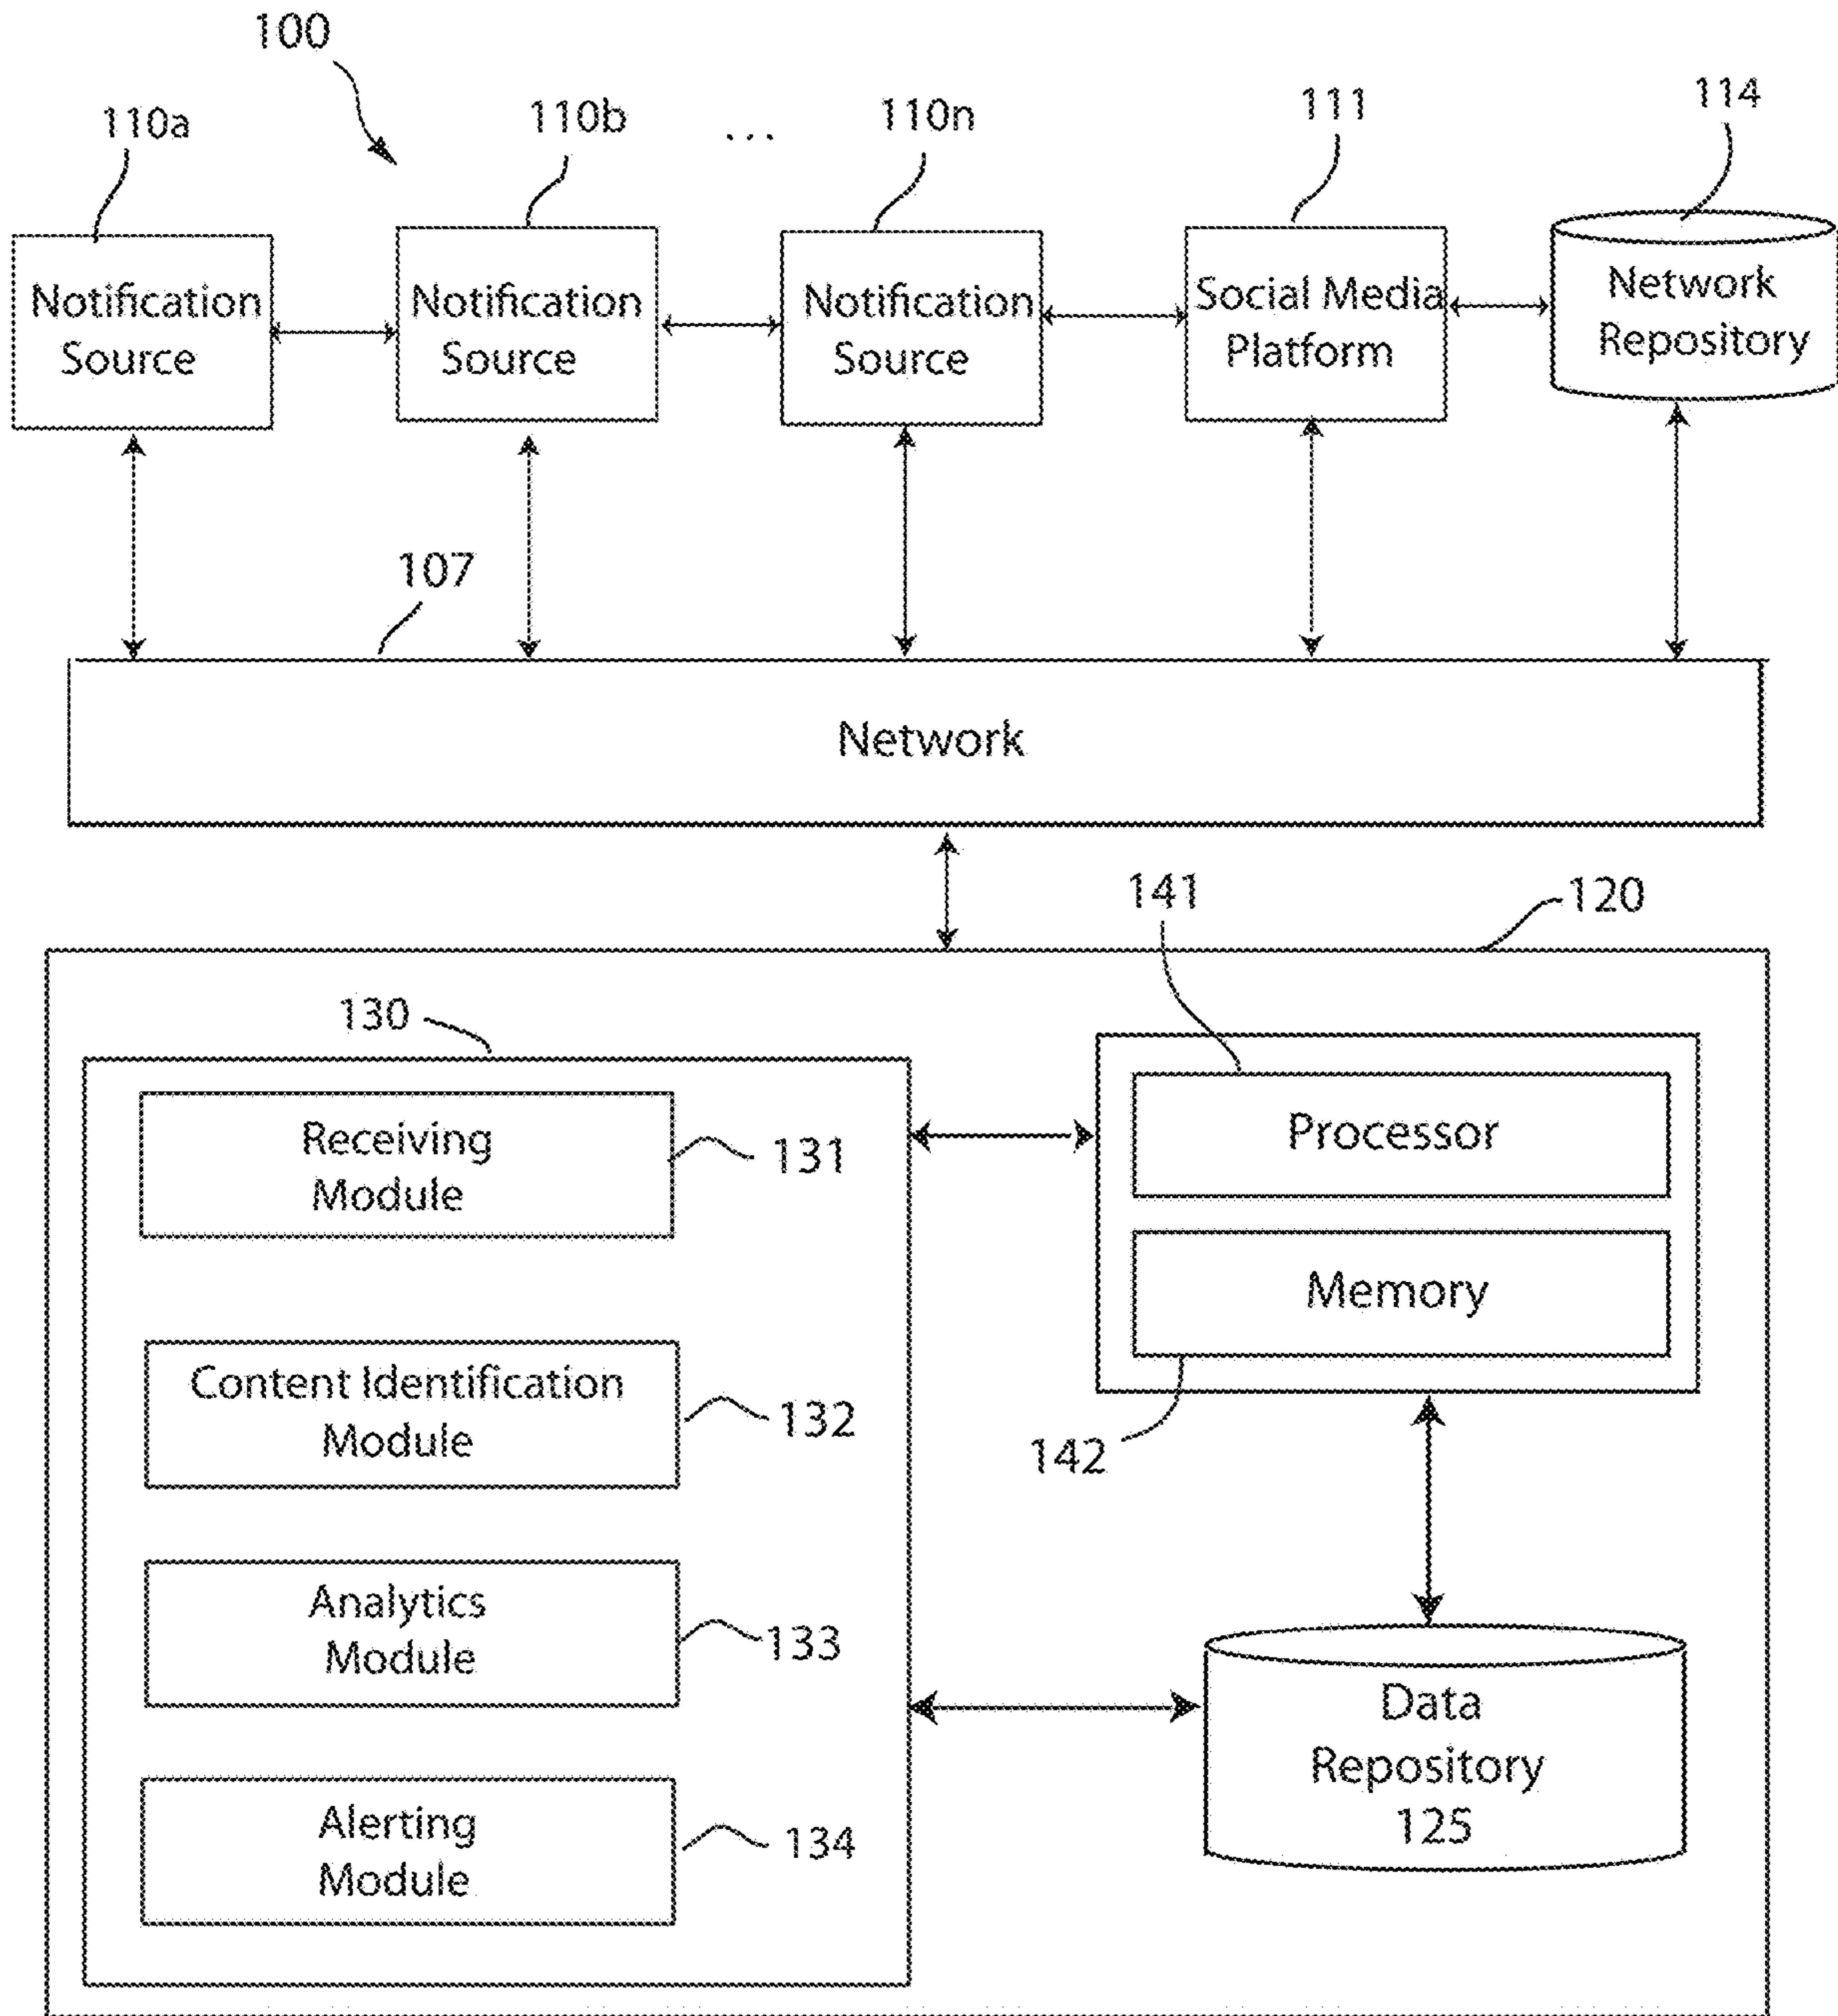 100
110a
110b
...
110n
111
114
Notification
Source
Notification
Source
Notification
Source
Social Media
Platform
Network
Repository
107
Network
120
141
130
Receiving
Module
131
Processor
Memory
142
Content Identification
Module
132
Analytics
Module
133
Data
Repository
125
Alerting
Module
134